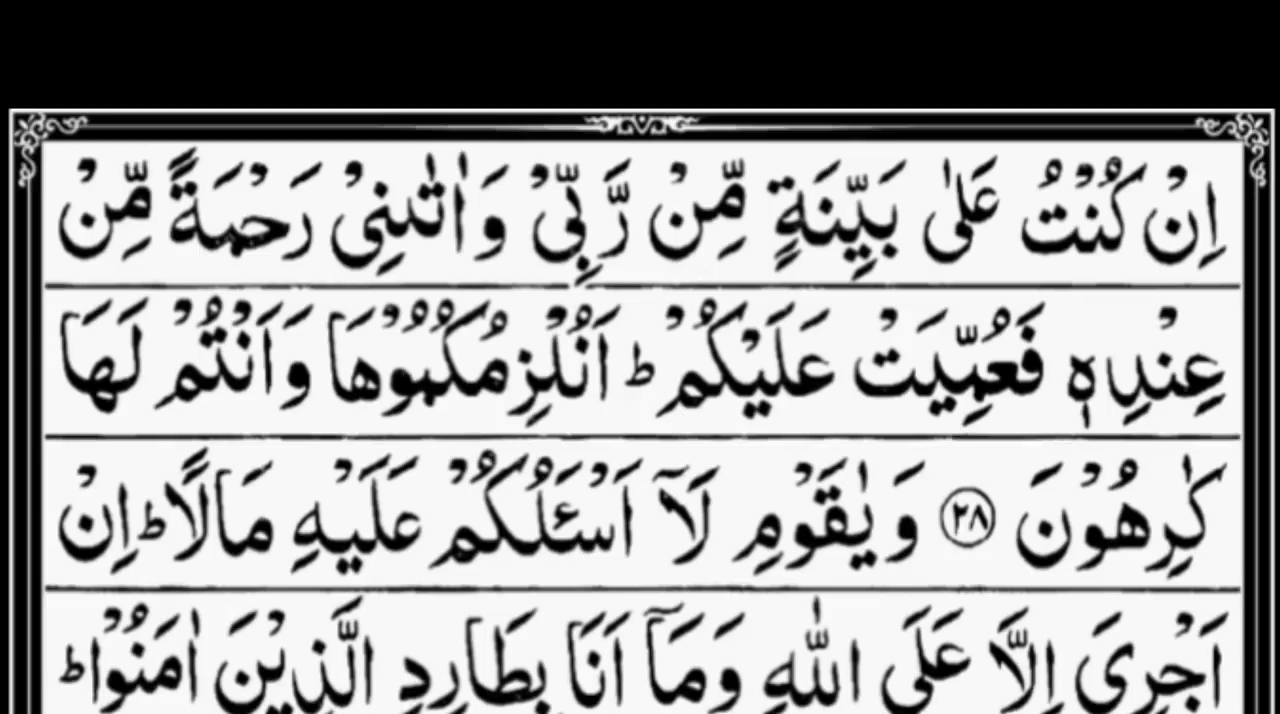 اِنْ كُنْتُ عَلٰى بَيِّنَةٍ مِّنْ رَّبِّىْ وَاٰتٰىنِىْ رَحْمَةً مِّنْ
عِنْدِهٖ فَعُمِّيَتْ عَلَيْكُمْ ؕ اَنُلْزِمُكُمُوْهَا وَاَنْتُمْ لَهَا
كٰرِهُوْنَ ﴿۲۸﴾ وَيٰقَوْمِ لَآ اَسْئَلُكُمْ عَلَيْهِ مَالًا ؕ اِنْ
اَجْرِىَ اِلَّا عَلَى اللّٰهِ وَمَآ اَنَا بِطَارِدِ الَّذِيْنَ اٰمَنُوْا ؕ